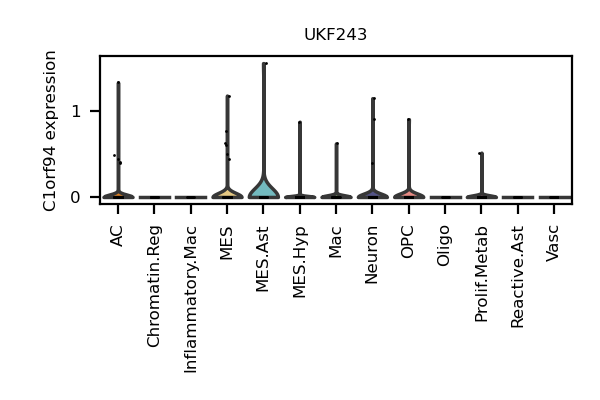 UKF243
C1orf94 expression
1
0
AC
Chromatin.Reg
Inflammatory.Mac
MES
MES.Ast
MES.Hyp
Mac
Neuron
OPC
Oligo
Prolif.Metab
Reactive.Ast
Vasc